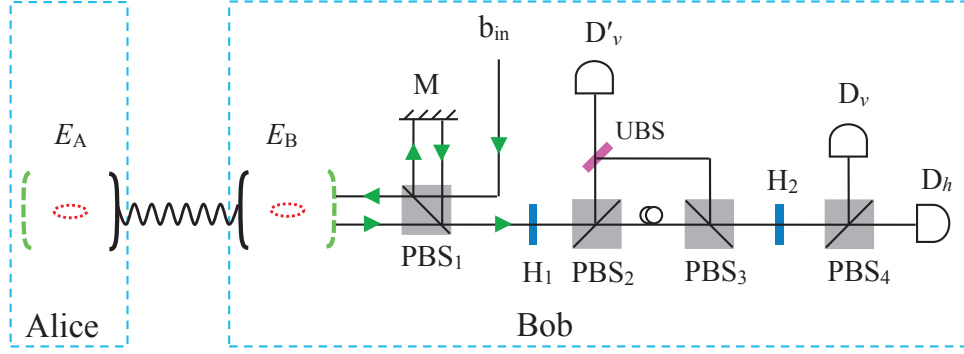 b_in
D′_v
M
D_v
E_A
E_B
UBS
H_2
D_h
PBS_1
H_1
PBS_2
PBS_3
PBS_4
Alice
Bob